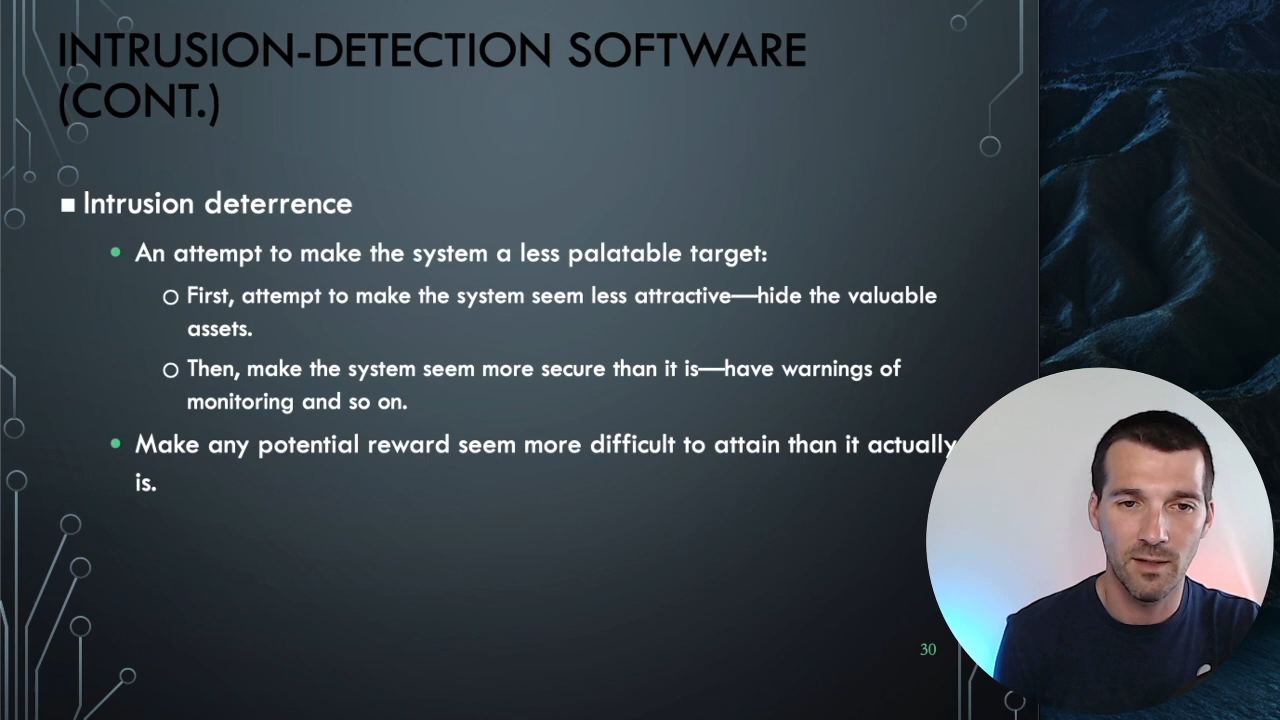 INTRUSION-DETECTION SOFTWARE
(CONT.)
Intrusion deterrence
An attempt to make the system a less palatable target:
First, attempt to make the system seem less attractive—hide the valuable
assets.
Then, make the system seem more secure than it is—have warnings of
monitoring and so on.
Make any potential reward seem more difficult to attain than it actually
is.
30